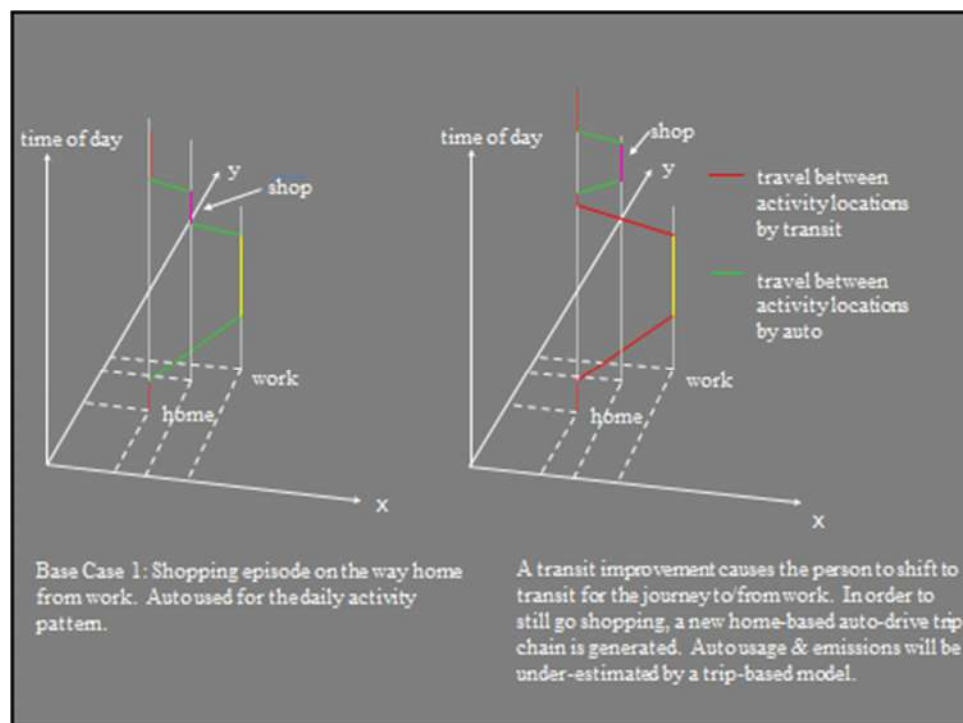 time of day
y
shop
work
home
x
Base Case 1: Shopping episode on the way home
from work. Auto used for the daily activity
pattern.
time of day
shop
y
work
home
x
travel between
activity locations
by transit
travel between
activity locations
by auto
A transit improvement causes the person to shift to
transit for the journey to/from work. In order to
still go shopping, a new home-based auto-drive trip
chain is generated. Auto usage & emissions will be
under-estimated by a trip-based model.